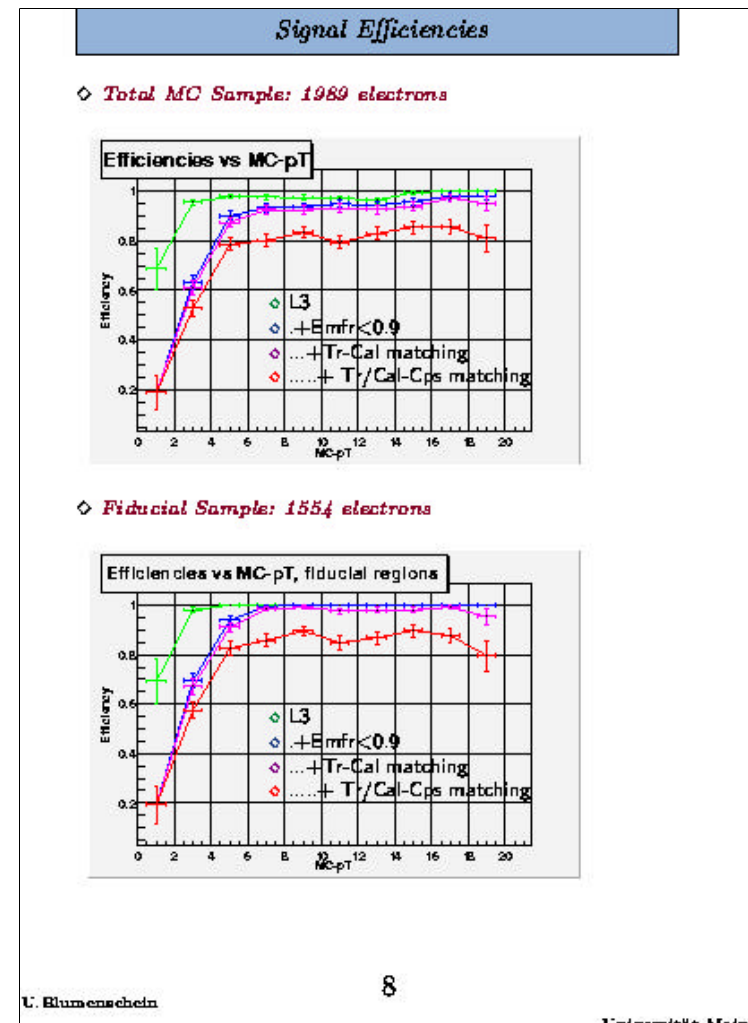 Signal Efficiencies
◇ Total MC Sample: 1989 electrons
Efficiencies vs MC-pT
Efficiency
1
0.8
0.6
0.4
0.2
◇ L3
◇ .+Emfr<0.9
◇ ...+Tr-Cal matching
◇ .....+ Tr/Cal-Cps matching
0 2 4 6 8 10 12 14 16 18 20
MC-pT
◇ Fiducial Sample: 1554 electrons
Efficiencies vs MC-pT, fiducial regions
Efficiency
1
0.8
0.6
0.4
0.2
◇ L3
◇ .+Emfr<0.9
◇ ...+Tr-Cal matching
◇ .....+ Tr/Cal-Cps matching
0 2 4 6 8 10 12 14 16 18 20
MC-pT
8
U. Blumenschein